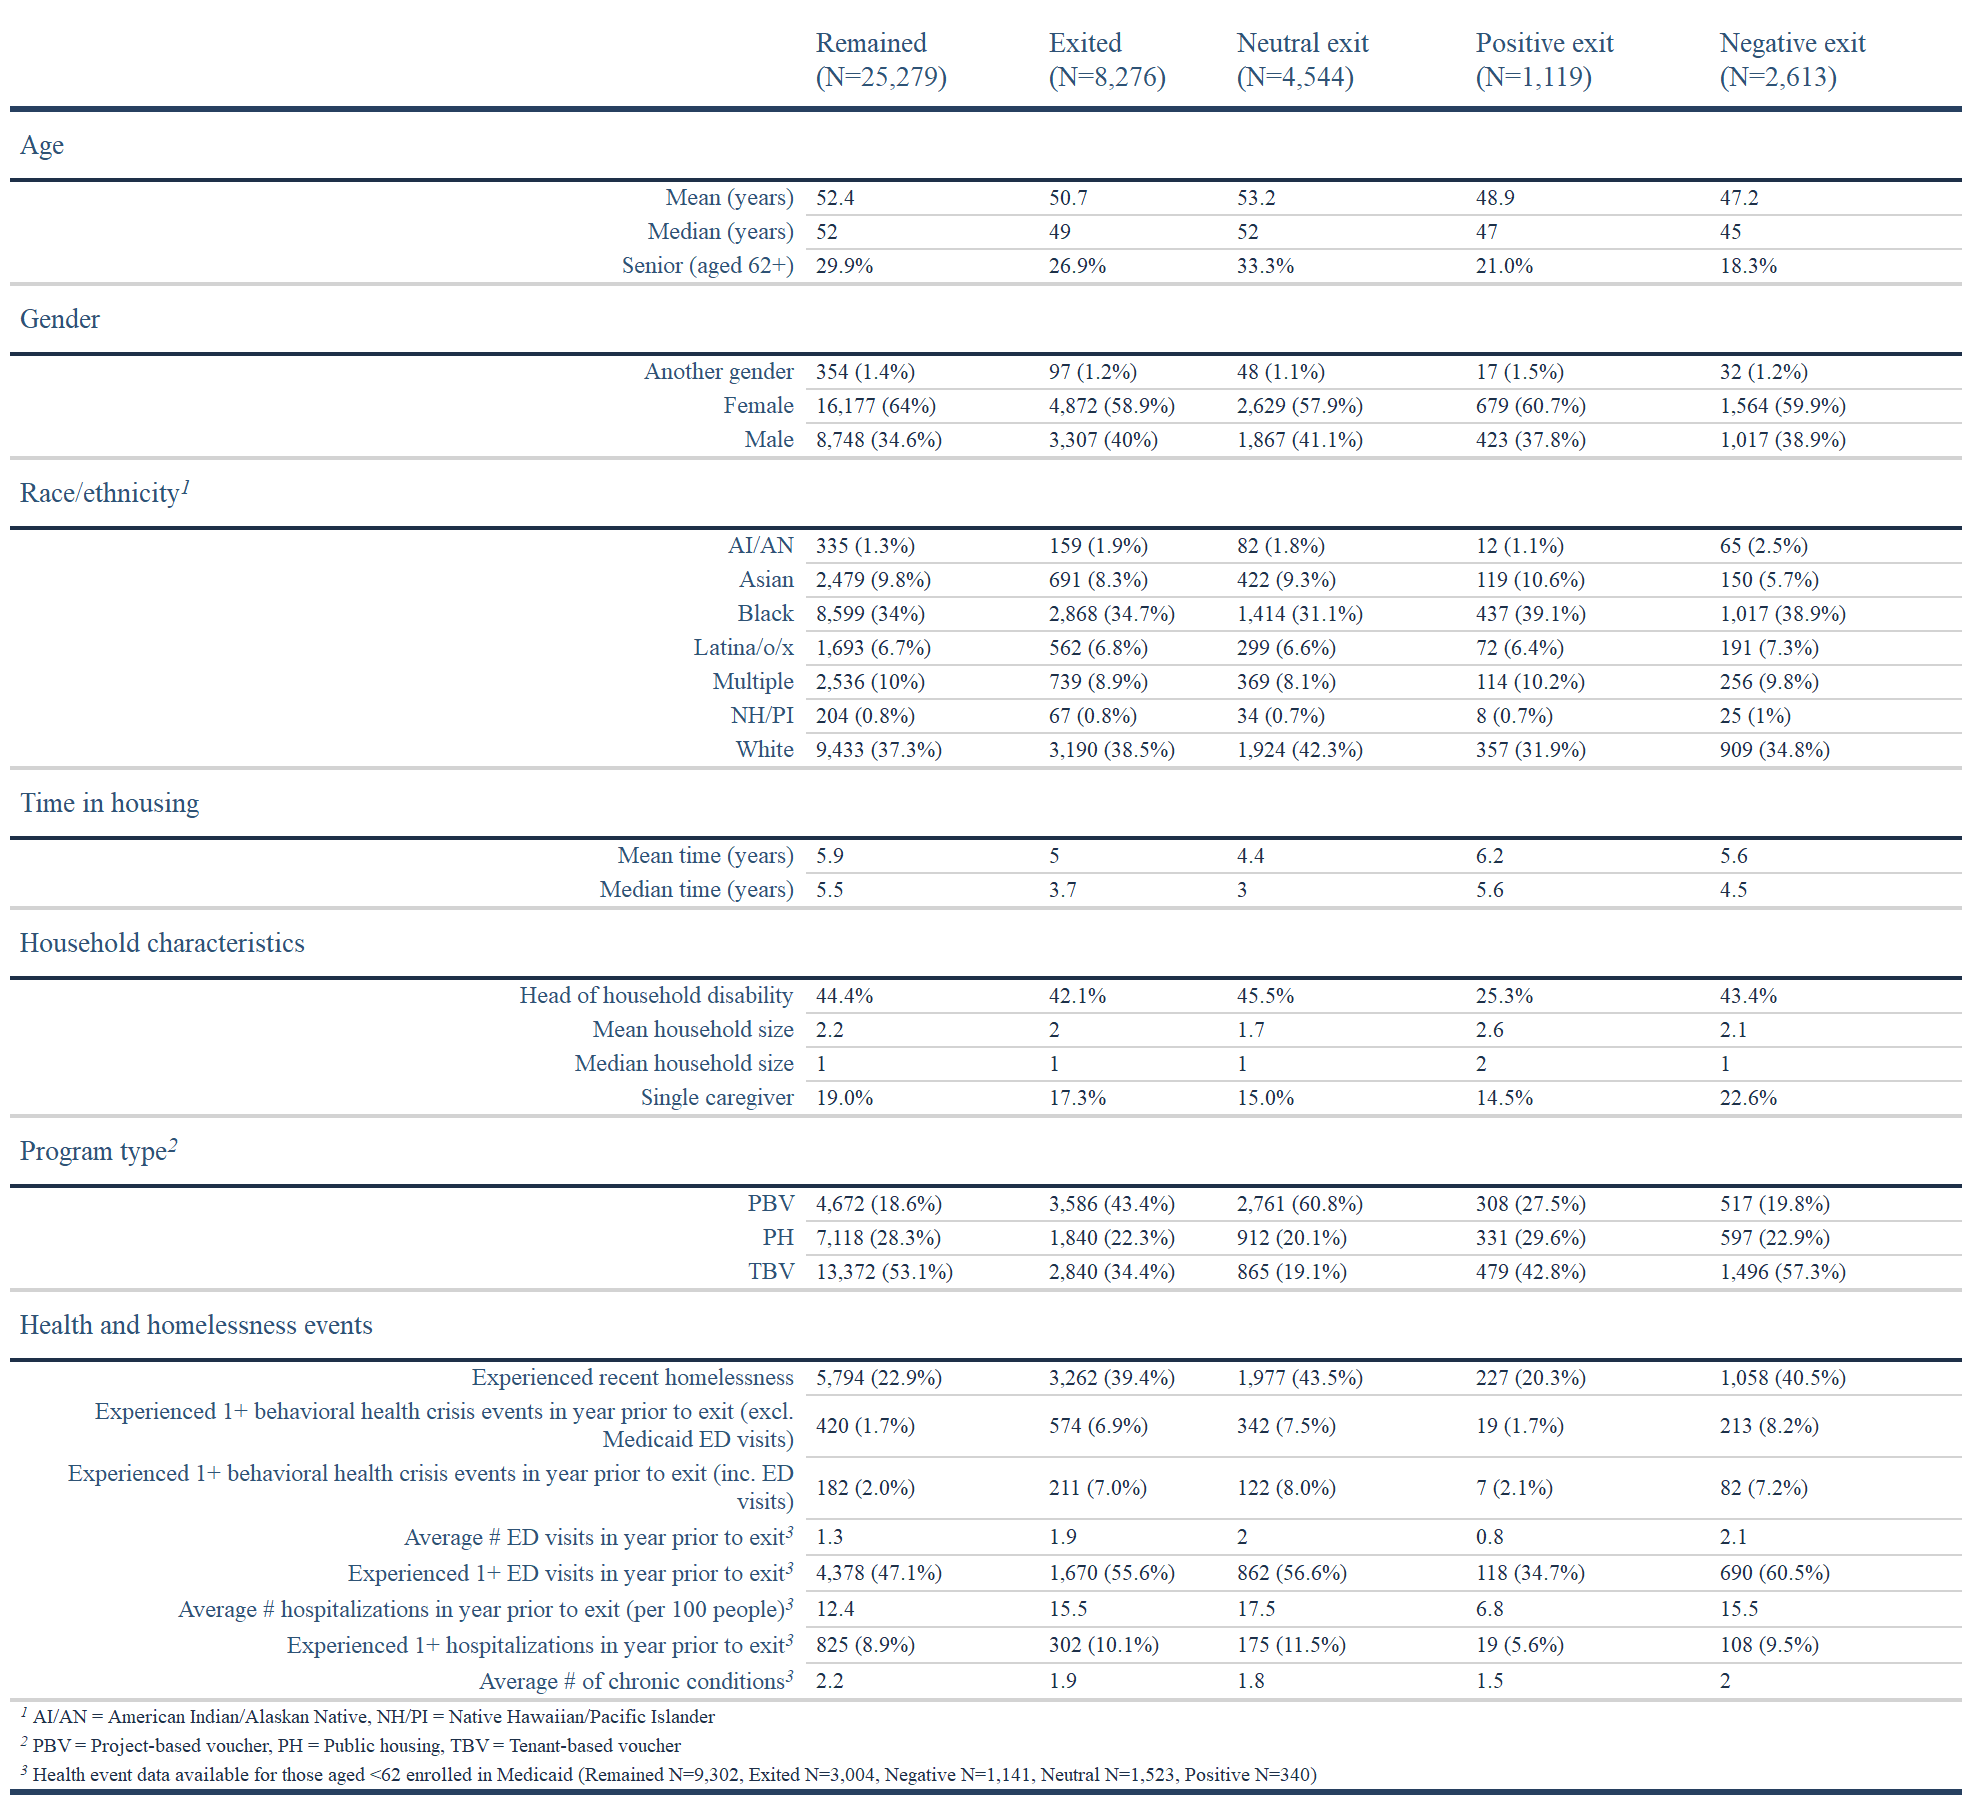 Remained Exited Neutral exit Positive exit Negative exit
(N=25,279) (N=8,276) (N=4,544) (N=1,119) (N=2,613)
Age
Mean (years) 52.4 50.7 53.2 48.9 47.2
Median (years) 52 49 52 47 45
Senior (aged 62+) 29.9% 26.9% 33.3% 21.0% 18.3%
Gender
Another gender 354 (1.4%) 97 (1.2%) 48 (1.1%) 17 (1.5%) 32 (1.2%)
Female 16,177 (64%) 4,872 (58.9%) 2,629 (57.9%) 679 (60.7%) 1,564 (59.9%)
Male 8,748 (34.6%) 3,307 (40%) 1,867 (41.1%) 423 (37.8%) 1,017 (38.9%)
Race/ethnicity1
AI/AN 335 (1.3%) 159 (1.9%) 82 (1.8%) 12 (1.1%) 65 (2.5%)
Asian 2,479 (9.8%) 691 (8.3%) 422 (9.3%) 119 (10.6%) 150 (5.7%)
Black 8,599 (34%) 2,868 (34.7%) 1,414 (31.1%) 437 (39.1%) 1,017 (38.9%)
Latina/o/x 1,693 (6.7%) 562 (6.8%) 299 (6.6%) 72 (6.4%) 191 (7.3%)
Multiple 2,536 (10%) 739 (8.9%) 369 (8.1%) 114 (10.2%) 256 (9.8%)
NH/PI 204 (0.8%) 67 (0.8%) 34 (0.7%) 8 (0.7%) 25 (1%)
White 9,433 (37.3%) 3,190 (38.5%) 1,924 (42.3%) 357 (31.9%) 909 (34.8%)
Time in housing
Mean time (years) 5.9 5 4.4 6.2 5.6
Median time (years) 5.5 3.7 3 5.6 4.5
Household characteristics
Head of household disability 44.4% 42.1% 45.5% 25.3% 43.4%
Mean household size 2.2 2 1.7 2.6 2.1
Median household size 1 1 1 2 1
Single caregiver 19.0% 17.3% 15.0% 14.5% 22.6%
Program type2
PBV 4,672 (18.6%) 3,586 (43.4%) 2,761 (60.8%) 308 (27.5%) 517 (19.8%)
PH 7,118 (28.3%) 1,840 (22.3%) 912 (20.1%) 331 (29.6%) 597 (22.9%)
TBV 13,372 (53.1%) 2,840 (34.4%) 865 (19.1%) 479 (42.8%) 1,496 (57.3%)
Health and homelessness events
Experienced recent homelessness 5,794 (22.9%) 3,262 (39.4%) 1,977 (43.5%) 227 (20.3%) 1,058 (40.5%)
Experienced 1+ behavioral health crisis events in year prior to exit (excl.
Medicaid ED visits) 420 (1.7%) 574 (6.9%) 342 (7.5%) 19 (1.7%) 213 (8.2%)
Experienced 1+ behavioral health crisis events in year prior to exit (inc. ED
visits) 182 (2.0%) 211 (7.0%) 122 (8.0%) 7 (2.1%) 82 (7.2%)
Average # ED visits in year prior to exit3 1.3 1.9 2 0.8 2.1
Experienced 1+ ED visits in year prior to exit3 4,378 (47.1%) 1,670 (55.6%) 862 (56.6%) 118 (34.7%) 690 (60.5%)
Average # hospitalizations in year prior to exit (per 100 people)3 12.4 15.5 17.5 6.8 15.5
Experienced 1+ hospitalizations in year prior to exit3 825 (8.9%) 302 (10.1%) 175 (11.5%) 19 (5.6%) 108 (9.5%)
Average # of chronic conditions3 2.2 1.9 1.8 1.5 2
1 AI/AN = American Indian/Alaskan Native, NH/PI = Native Hawaiian/Pacific Islander
2 PBV = Project-based voucher, PH = Public housing, TBV = Tenant-based voucher
3 Health event data available for those aged <62 enrolled in Medicaid (Remained N=9,302, Exited N=3,004, Negative N=1,141, Neutral N=1,523, Positive N=340)